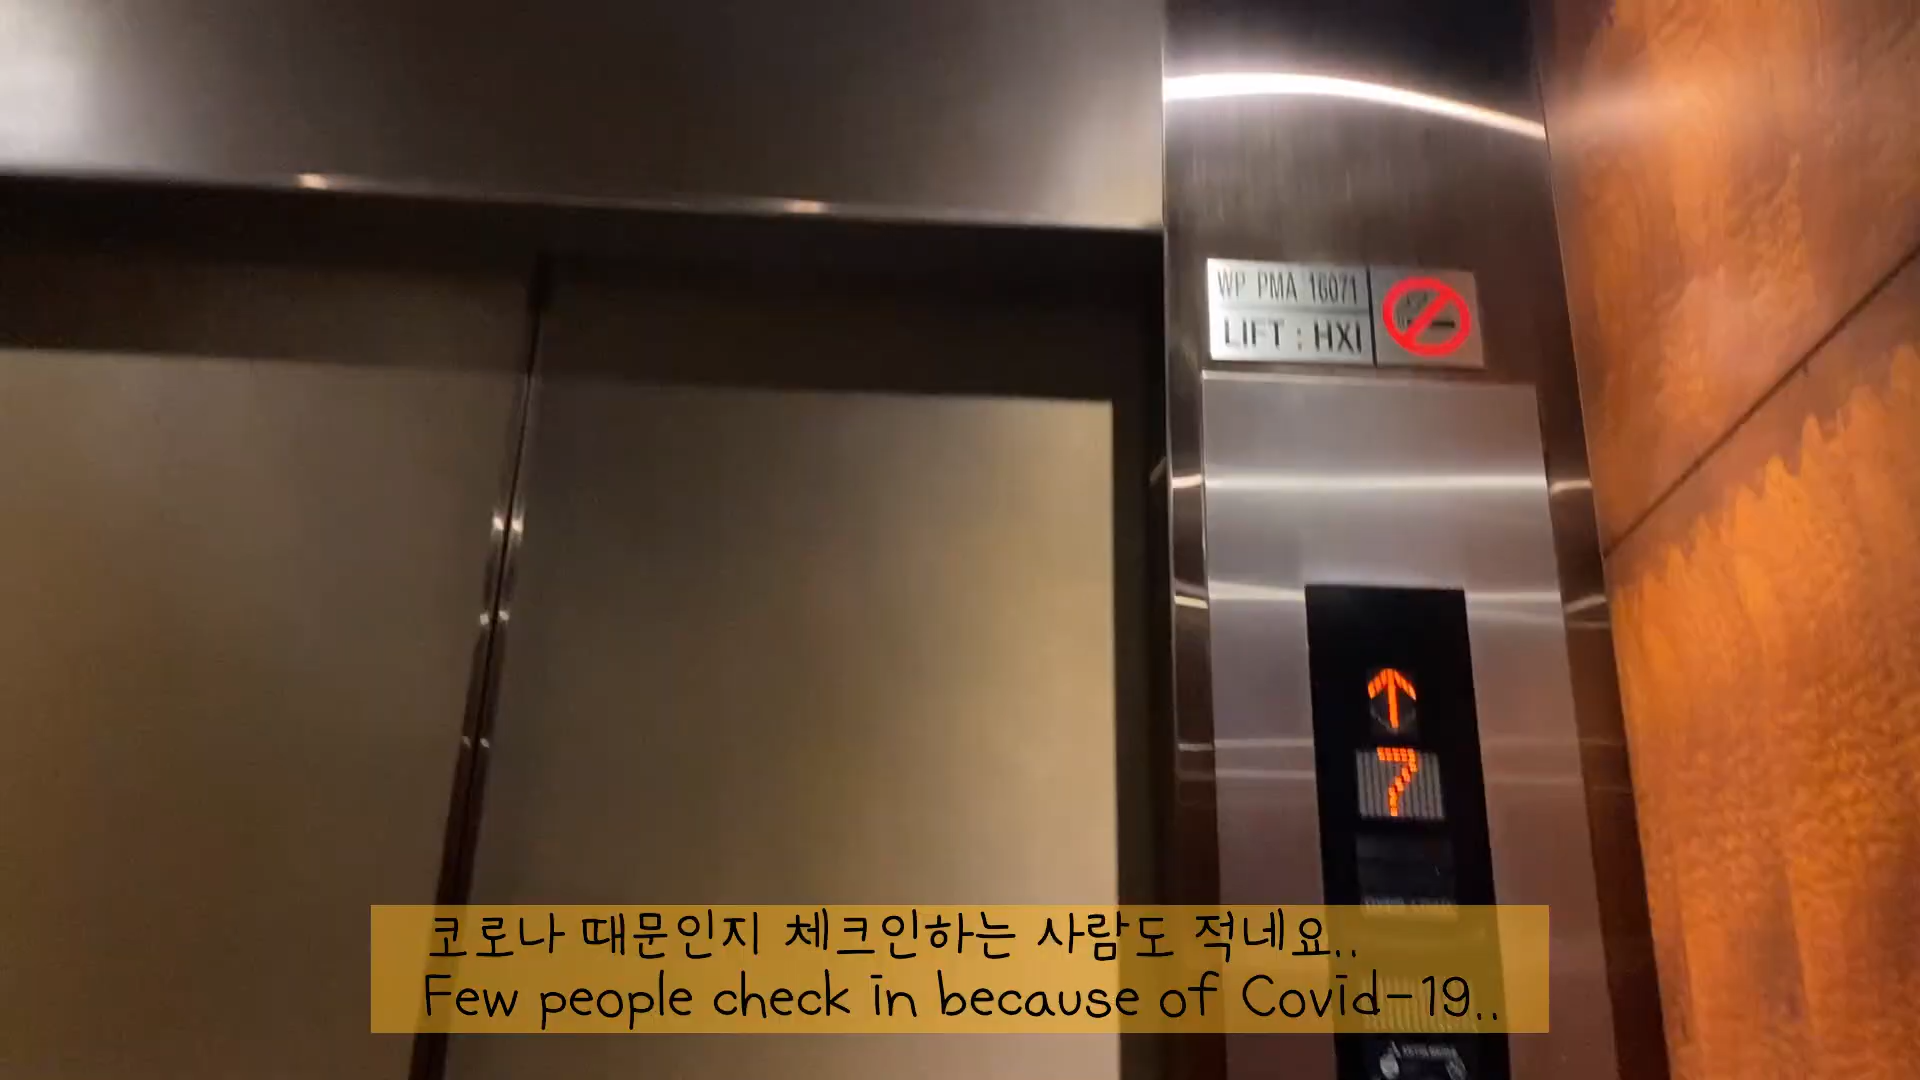 WP PMA 16071
LIFT : HXI
7
코로나 때문인지 체크인하는 사람도 적네요..
Few people check in because of Covid-19..